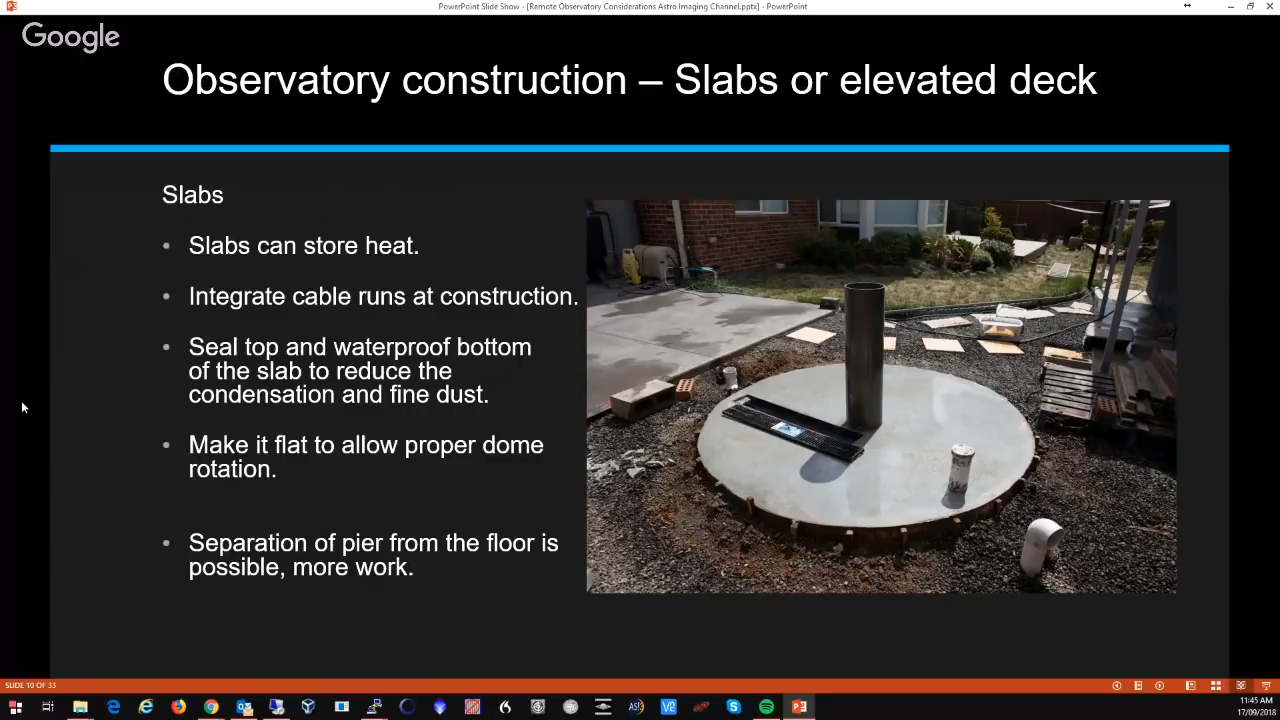 PowerPoint Slide Show - [Remote Observatory Considerations Astro Imaging Channel.pptx] - PowerPoint
Google
Observatory construction – Slabs or elevated deck
Slabs
• Slabs can store heat.
• Integrate cable runs at construction.
• Seal top and waterproof bottom
of the slab to reduce the
condensation and fine dust.
• Make it flat to allow proper dome
rotation.
• Separation of pier from the floor is
possible, more work.
SLIDE 10 OF 33
11:45 AM
17/09/2018